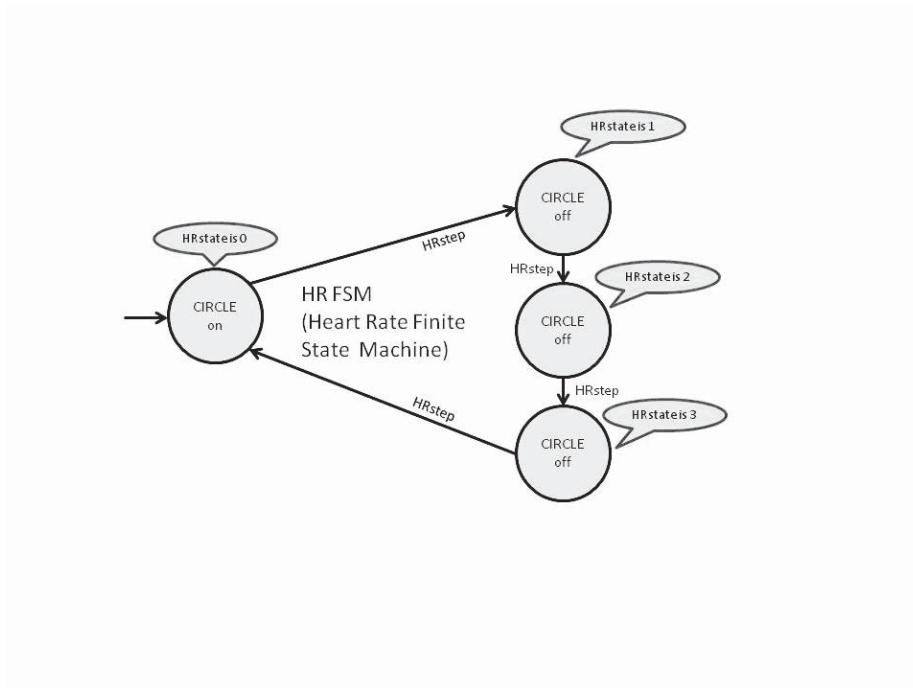 HRstateis 1
CIRCLE
off
HRstateis 0
HRstep
HRstep
HRstateis 2
CIRCLE
on
HR FSM
(Heart Rate Finite
State Machine)
CIRCLE
off
HRstep
HRstep
HRstateis 3
CIRCLE
off